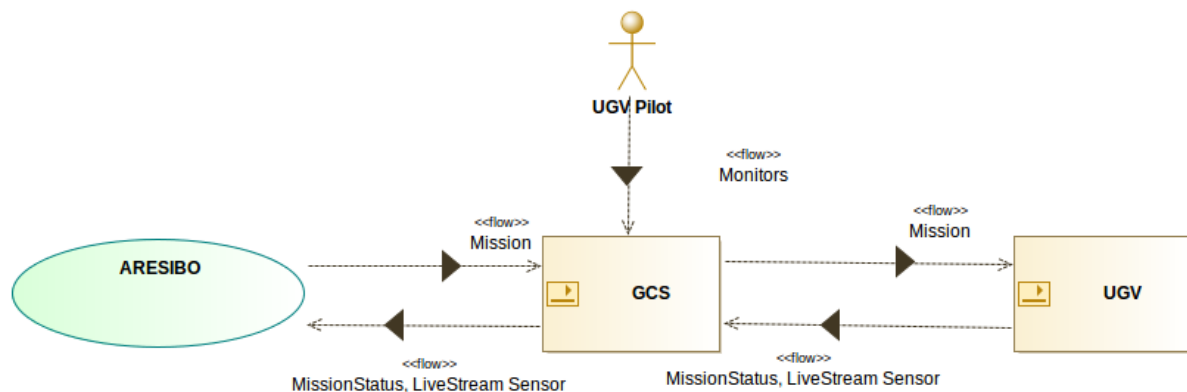 UGV Pilot
<<flow>>
Monitors
<<flow>>
Mission
<<flow>>
Mission
ARESIBO
GCS
UGV
<<flow>>
MissionStatus, LiveStream Sensor
<<flow>>
MissionStatus, LiveStream Sensor